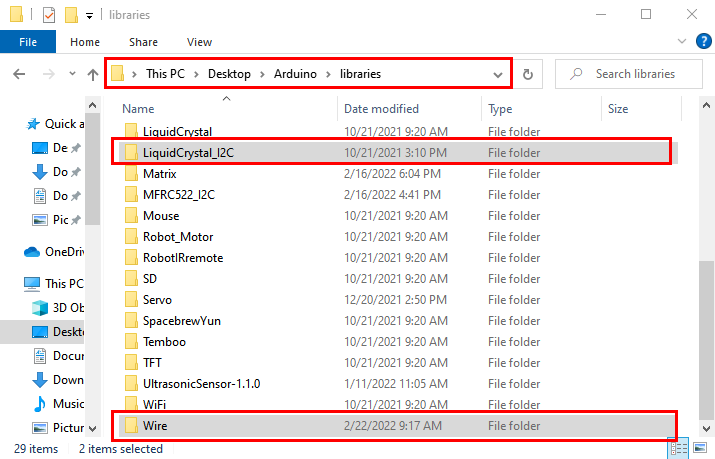 libraries
File Home Share View
This PC Desktop Arduino libraries Search libraries
Name Date modified Type Size
LiquidCrystal 10/21/2021 9:20 AM File folder
Quick a
LiquidCrystal_I2C 10/21/2021 3:10 PM File folder
De
Matrix 2/16/2022 6:04 PM File folder
Do
MFRC522_I2C 2/16/2022 4:41 PM File folder
Do
Mouse 10/21/2021 9:20 AM File folder
Pic
Robot_Motor 10/21/2021 9:20 AM File folder
OneDriv
RobotIRremote 10/21/2021 9:20 AM File folder
SD 10/21/2021 9:20 AM File folder
This PC
Servo 12/20/2021 2:50 PM File folder
3D Ob
SpacebrewYun 10/21/2021 9:20 AM File folder
Deskto
Temboo 10/21/2021 9:20 AM File folder
Docum
TFT 10/21/2021 9:20 AM File folder
Down
UltrasonicSensor-1.1.0 1/11/2022 11:05 AM File folder
Music
WiFi 10/21/2021 9:20 AM File folder
Picture
Wire 2/22/2022 9:17 AM File folder
29 items 2 items selected